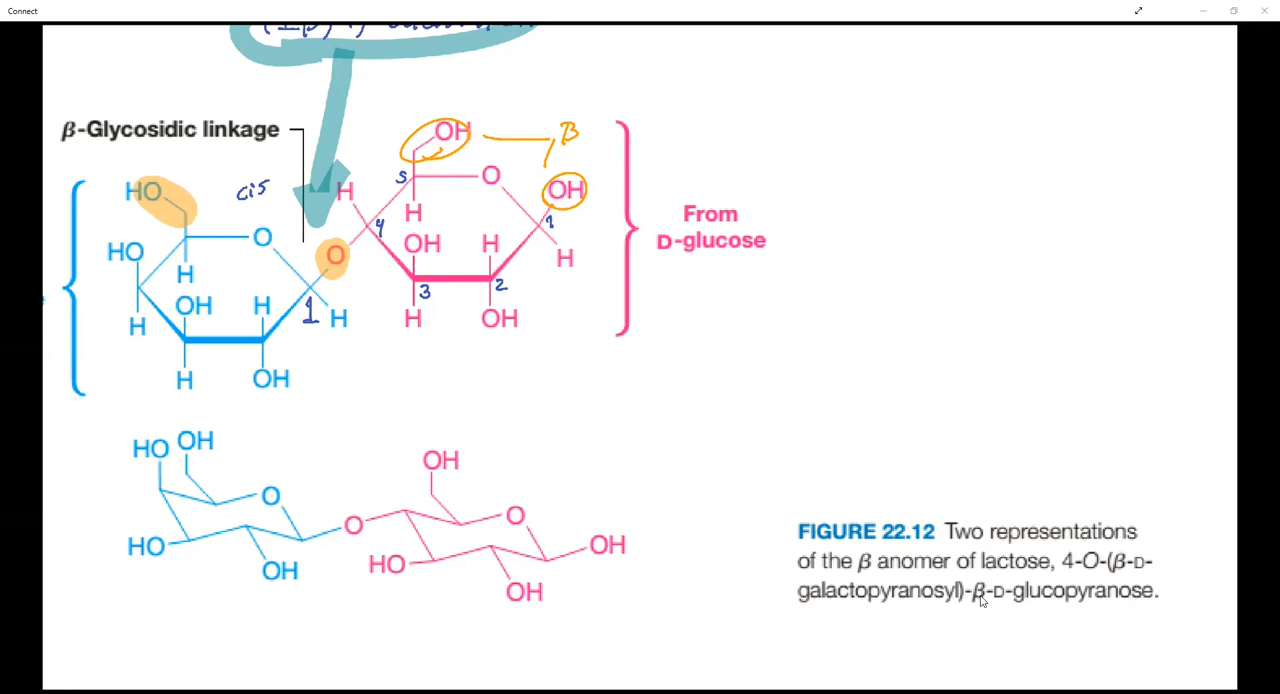 Connect
β-Glycosidic linkage
OH
β
HO
cis
H
5
O
OH
From
D-glucose
H
4
1
HO
O
O
OH
H
H
H
3
2
OH
H
1
H
H
OH
H
H
OH
HO
OH
O
OH
O
O
OH
HO
HO
OH
OH
FIGURE 22.12 Two representations
of the β anomer of lactose, 4-O-(β-D-
galactopyranosyl)-β-D-glucopyranose.